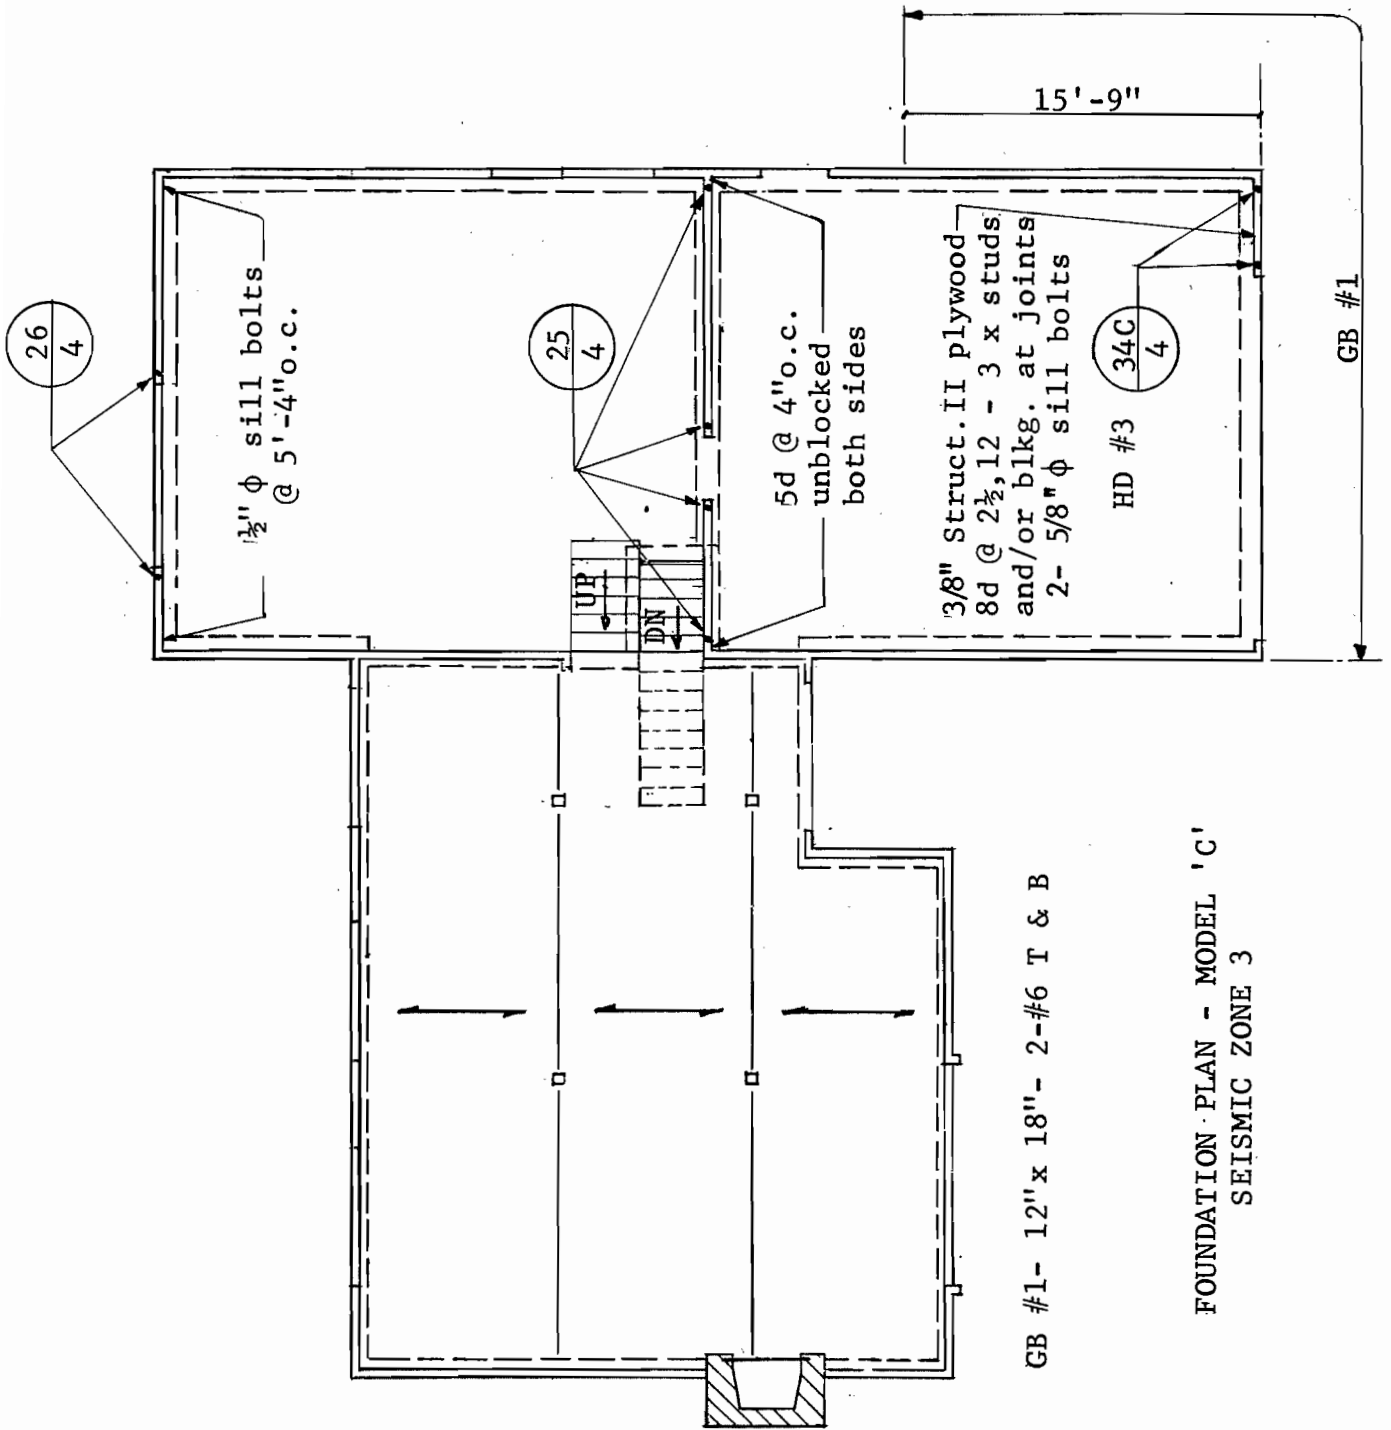 26
4
½" ϕ sill bolts
@ 5'-4"o.c.
25
4
UP
DN
5d @ 4"o.c.
unblocked
both sides
3/8" Struct.II plywood
8d @ 2½,12 - 3 x studs
and/or blkg. at joints
2- 5/8"ϕ sill bolts
HD #3
34C
4
15'-9"
GB #1
GB #1- 12"x 18"- 2-#6 T & B
FOUNDATION PLAN - MODEL 'C'
SEISMIC ZONE 3